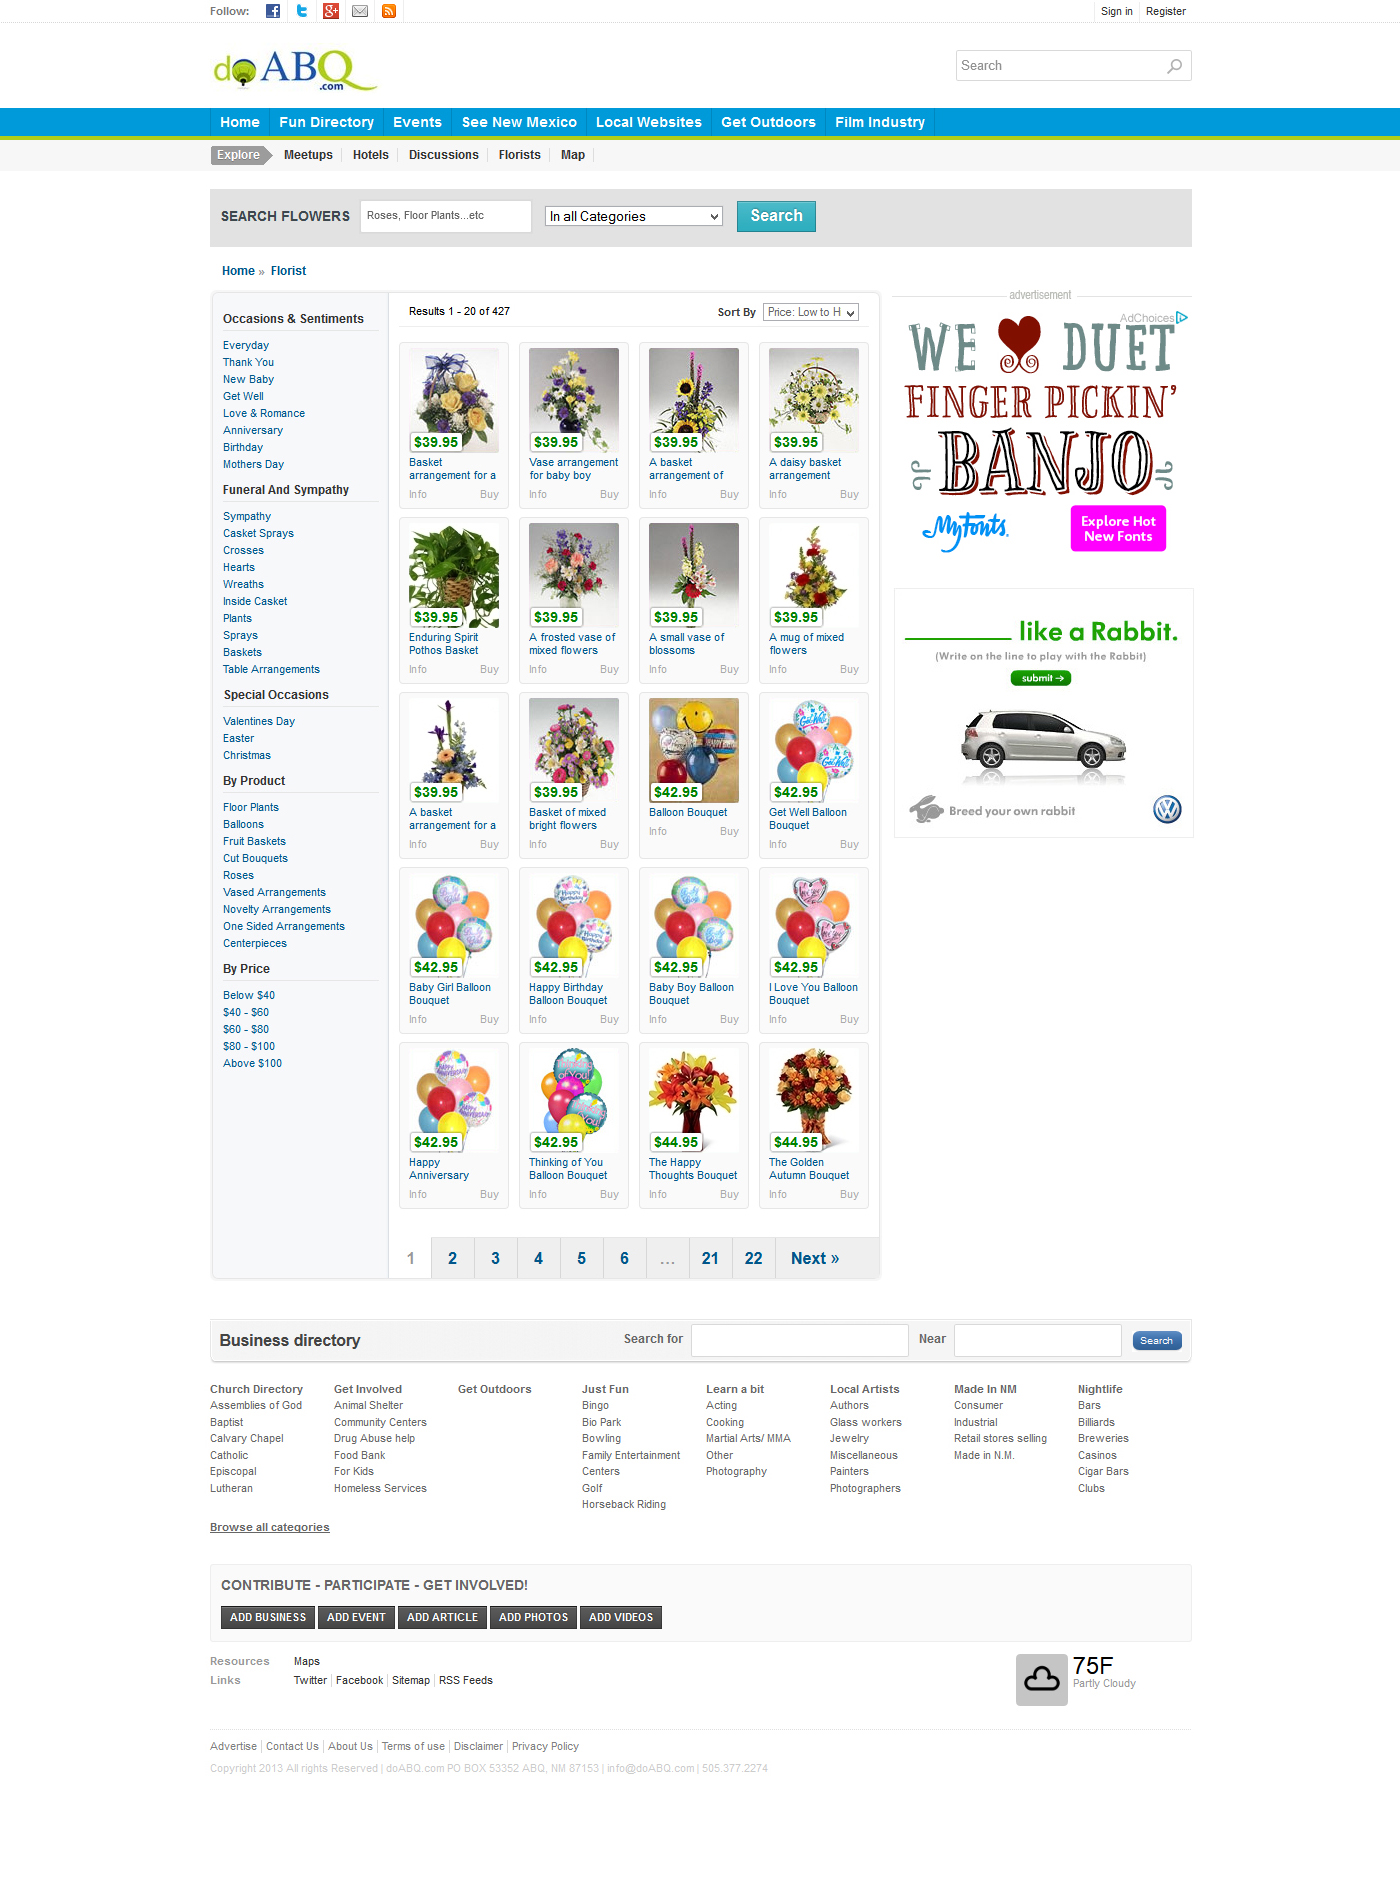 Follow:
Sign in
Register
doABQ.com
Search
Home
Fun Directory
Events
See New Mexico
Local Websites
Get Outdoors
Film Industry
Explore
Meetups
Hotels
Discussions
Florists
Map
SEARCH FLOWERS
Roses, Floor Plants...etc
In all Categories
Search
Home » Florist
Occasions & Sentiments
Everyday
Thank You
New Baby
Get Well
Love & Romance
Anniversary
Birthday
Mothers Day
Funeral And Sympathy
Sympathy
Casket Sprays
Crosses
Hearts
Wreaths
Inside Casket
Plants
Sprays
Baskets
Table Arrangements
Special Occasions
Valentines Day
Easter
Christmas
By Product
Floor Plants
Balloons
Fruit Baskets
Cut Bouquets
Roses
Vased Arrangements
Novelty Arrangements
One Sided Arrangements
Centerpieces
By Price
Below $40
$40 - $60
$60 - $80
$80 - $100
Above $100
Results 1 - 20 of 427
Sort By
Price: Low to H
$39.95
Basket
arrangement for a
Info Buy
$39.95
Vase arrangement
for baby boy
Info Buy
$39.95
A basket
arrangement of
Info Buy
$39.95
A daisy basket
arrangement
Info Buy
$39.95
Enduring Spirit
Pothos Basket
Info Buy
$39.95
A frosted vase of
mixed flowers
Info Buy
$39.95
A small vase of
blossoms
Info Buy
$39.95
A mug of mixed
flowers
Info Buy
$39.95
A basket
arrangement for a
Info Buy
$39.95
Basket of mixed
bright flowers
Info Buy
$42.95
Balloon Bouquet
Info Buy
$42.95
Get Well Balloon
Bouquet
Info Buy
$42.95
Baby Girl Balloon
Bouquet
Info Buy
$42.95
Happy Birthday
Balloon Bouquet
Info Buy
$42.95
Baby Boy Balloon
Bouquet
Info Buy
$42.95
I Love You Balloon
Bouquet
Info Buy
$42.95
Happy
Anniversary
Info Buy
$42.95
Thinking of You
Balloon Bouquet
Info Buy
$44.95
The Happy
Thoughts Bouquet
Info Buy
$44.95
The Golden
Autumn Bouquet
Info Buy
1 2 3 4 5 6 ... 21 22 Next »
advertisement
AdChoices
WE DUET
FINGER PICKIN'
BANJO
MyFonts
Explore Hot
New Fonts
like a Rabbit.
(Write on the line to play with the Rabbit)
submit
Breed your own rabbit
Business directory
Search for
Near
Search
Church Directory
Assemblies of God
Baptist
Calvary Chapel
Catholic
Episcopal
Lutheran
Get Involved
Animal Shelter
Community Centers
Drug Abuse help
Food Bank
For Kids
Homeless Services
Get Outdoors
Just Fun
Bingo
Bio Park
Bowling
Family Entertainment
Centers
Golf
Horseback Riding
Learn a bit
Acting
Cooking
Martial Arts/ MMA
Other
Photography
Local Artists
Authors
Glass workers
Jewelry
Miscellaneous
Painters
Photographers
Made In NM
Consumer
Industrial
Retail stores selling
Made in N.M.
Nightlife
Bars
Billiards
Breweries
Casinos
Cigar Bars
Clubs
Browse all categories
CONTRIBUTE - PARTICIPATE - GET INVOLVED!
ADD BUSINESS
ADD EVENT
ADD ARTICLE
ADD PHOTOS
ADD VIDEOS
Resources Maps
Links Twitter Facebook Sitemap RSS Feeds
75F
Partly Cloudy
Advertise Contact Us About Us Terms of use Disclaimer Privacy Policy
Copyright 2013 All rights Reserved | doABQ.com PO BOX 53352 ABQ, NM 87153 | info@doABQ.com | 505.377.2274